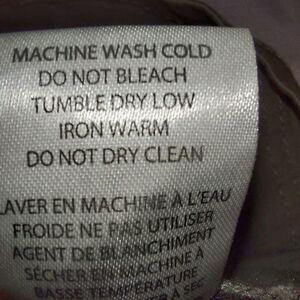 MACHINE WASH COLD
DO NOT BLEACH
TUMBLE DRY LOW
IRON WARM
DO NOT DRY CLEAN
LAVER EN MACHINE À L'EAU
FROIDE NE PAS UTILISER
AGENT DE BLANCHIMENT
SÉCHER EN MACHINE À
BASSE TEMPÉRATURE
À SEC